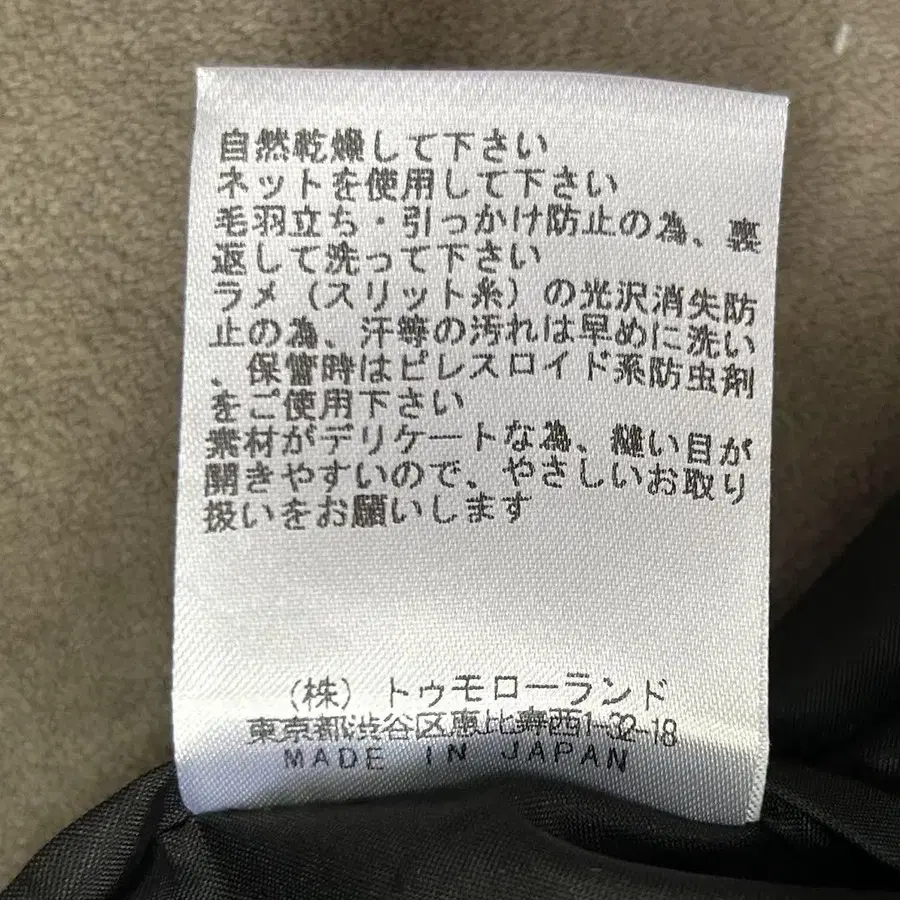 自然乾燥して下さい
ネットを使用して下さい
毛羽立ち・引っかけ防止の為、裏
返して洗って下さい
ラメ（スリット糸）の光沢消失防
止の為、汗等の汚れは早めに洗い
、保管時はピレスロイド系防虫剤
をご使用下さい
素材がデリケートな為、縫い目が
開きやすいので、やさしいお取り
扱いをお願いします
（株）トゥモローランド
東京都渋谷区恵比寿西1-32-18
MADE IN JAPAN